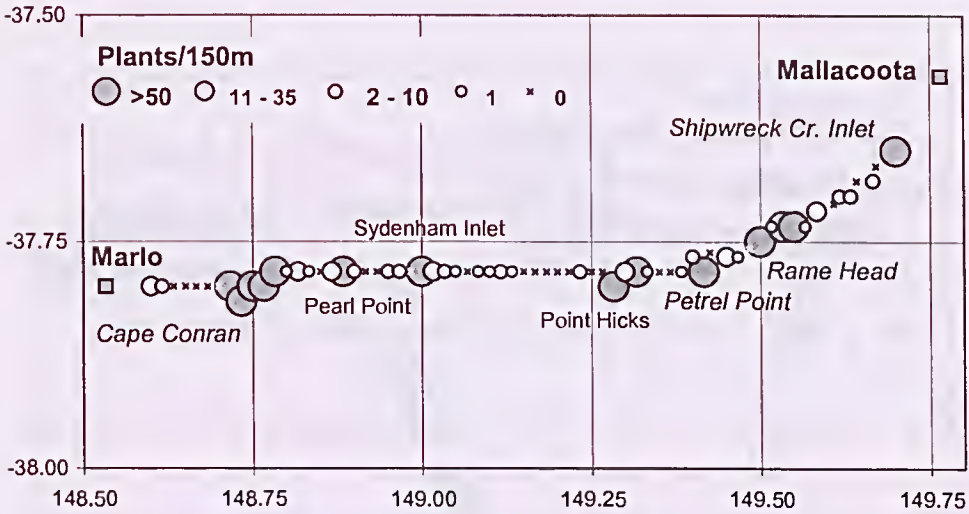 -37.50
Plants/150m
>50 11 - 35 2 - 10 1 0
Mallacoota
Shipwreck Cr. Inlet
Sydenham Inlet
-37.75
Marlo
Rame Head
Pearl Point
Petrel Point
Point Hicks
Cape Conran
-38.00
148.50 148.75 149.00 149.25 149.50 149.75